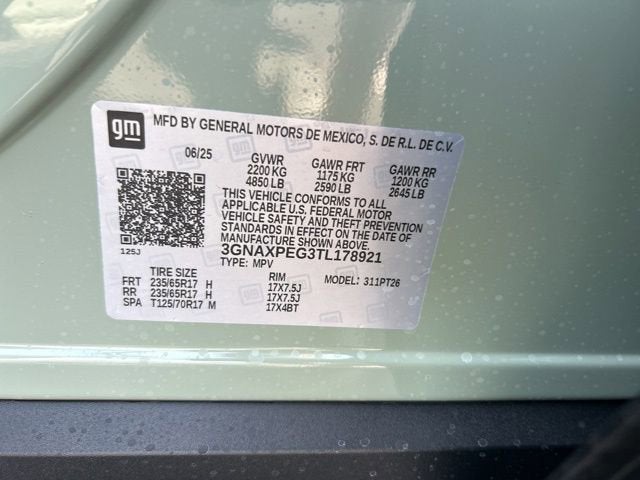 gm
MFD BY GENERAL MOTORS DE MEXICO, S. DE R.L. DE C.V.
06/25 GVWR GAWR FRT GAWR RR
2200 KG 1175 KG 1200 KG
4850 LB 2590 LB 2645 LB
THIS VEHICLE CONFORMS TO ALL
APPLICABLE U.S. FEDERAL MOTOR
VEHICLE SAFETY AND THEFT PREVENTION
STANDARDS IN EFFECT ON THE DATE OF
MANUFACTURE SHOWN ABOVE.
125J 3GNAXPEG3TL178921
TYPE: MPV
TIRE SIZE RIM MODEL: 311PT26
FRT 235/65R17 H 17X7.5J
RR 235/65R17 H 17X7.5J
SPA T125/70R17 M 17X4BT